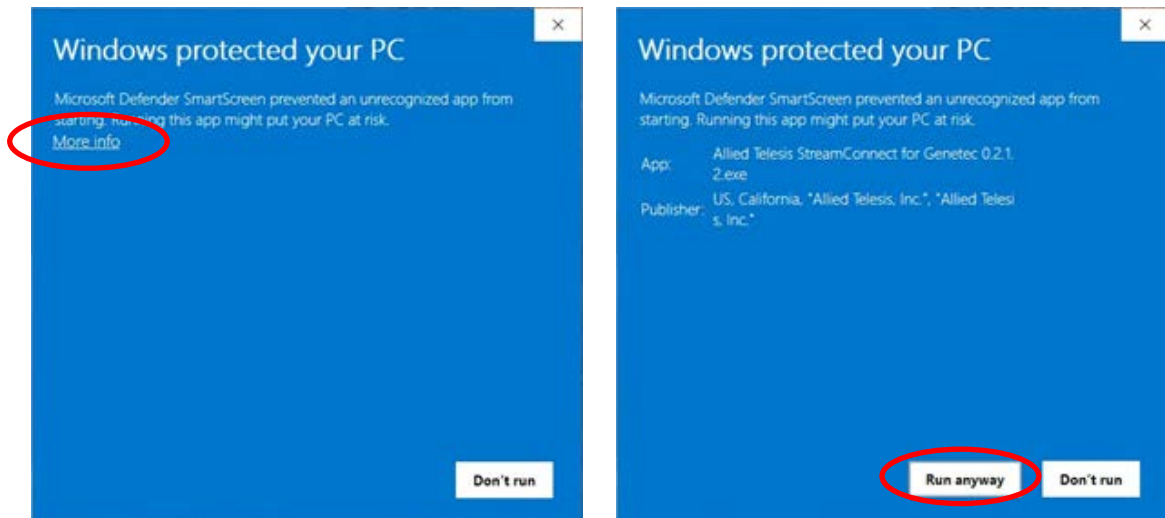 Windows protected your PC
Microsoft Defender SmartScreen prevented an unrecognized app from
starting. Running this app might put your PC at risk.
More info
Don't run
Windows protected your PC
Microsoft Defender SmartScreen prevented an unrecognized app from
starting. Running this app might put your PC at risk.
App: Allied Telesis StreamConnect for Genetec 0.2.1.
2.exe
Publisher: US, California, "Allied Telesis, Inc.", "Allied Telesi
s, Inc."
Run anyway
Don't run